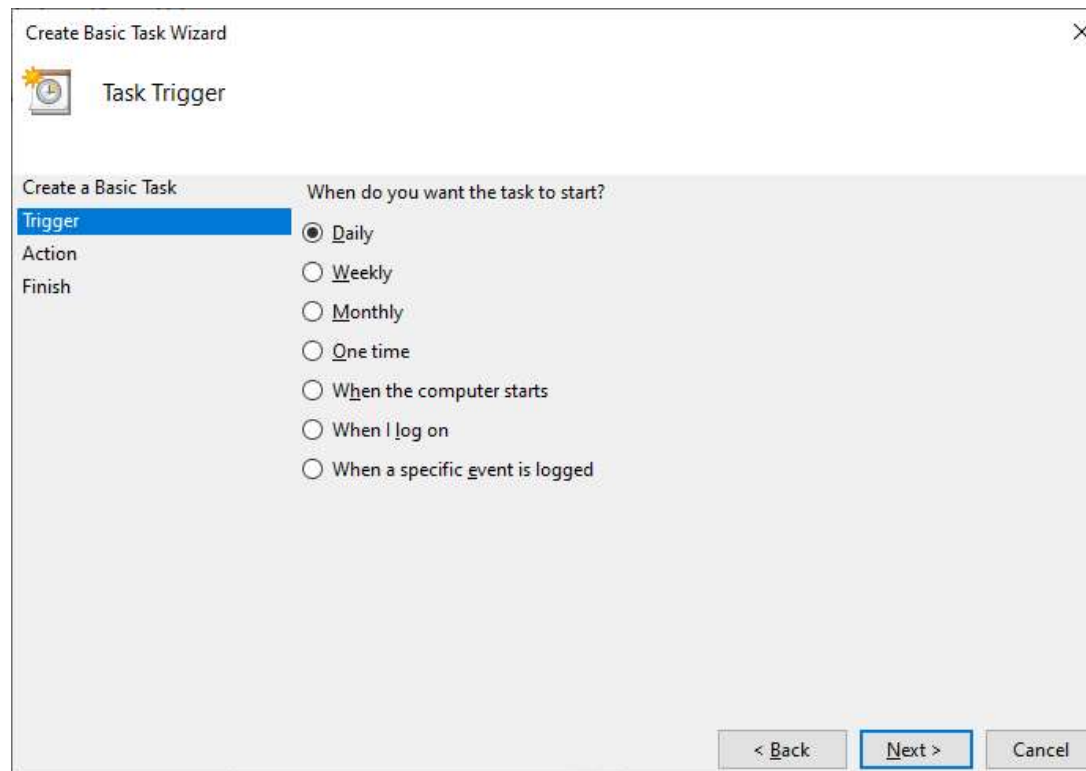 Create Basic Task Wizard
Task Trigger
Create a Basic Task
Trigger
Action
Finish
When do you want the task to start?
Daily
Weekly
Monthly
One time
When the computer starts
When I log on
When a specific event is logged
< Back
Next >
Cancel